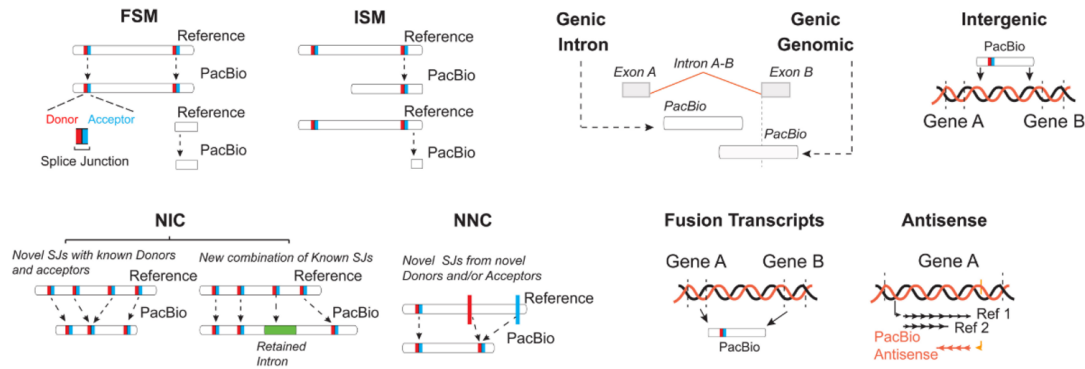 FSM
Reference
PacBio
Donor Acceptor
Splice Junction
Reference
PacBio
ISM
Reference
PacBio
Reference
PacBio
Genic
Intron
Genic
Genomic
Intron A-B
Exon A
Exon B
PacBio
PacBio
Intergenic
PacBio
Gene A
Gene B
NIC
Novel SJs with known Donors
and acceptors
Reference
PacBio
New combination of Known SJs
Reference
PacBio
Retained
Intron
NNC
Novel SJs from novel
Donors and/or Acceptors
Reference
PacBio
Fusion Transcripts
Gene A
Gene B
PacBio
Antisense
Gene A
Ref 1
Ref 2
PacBio
Antisense